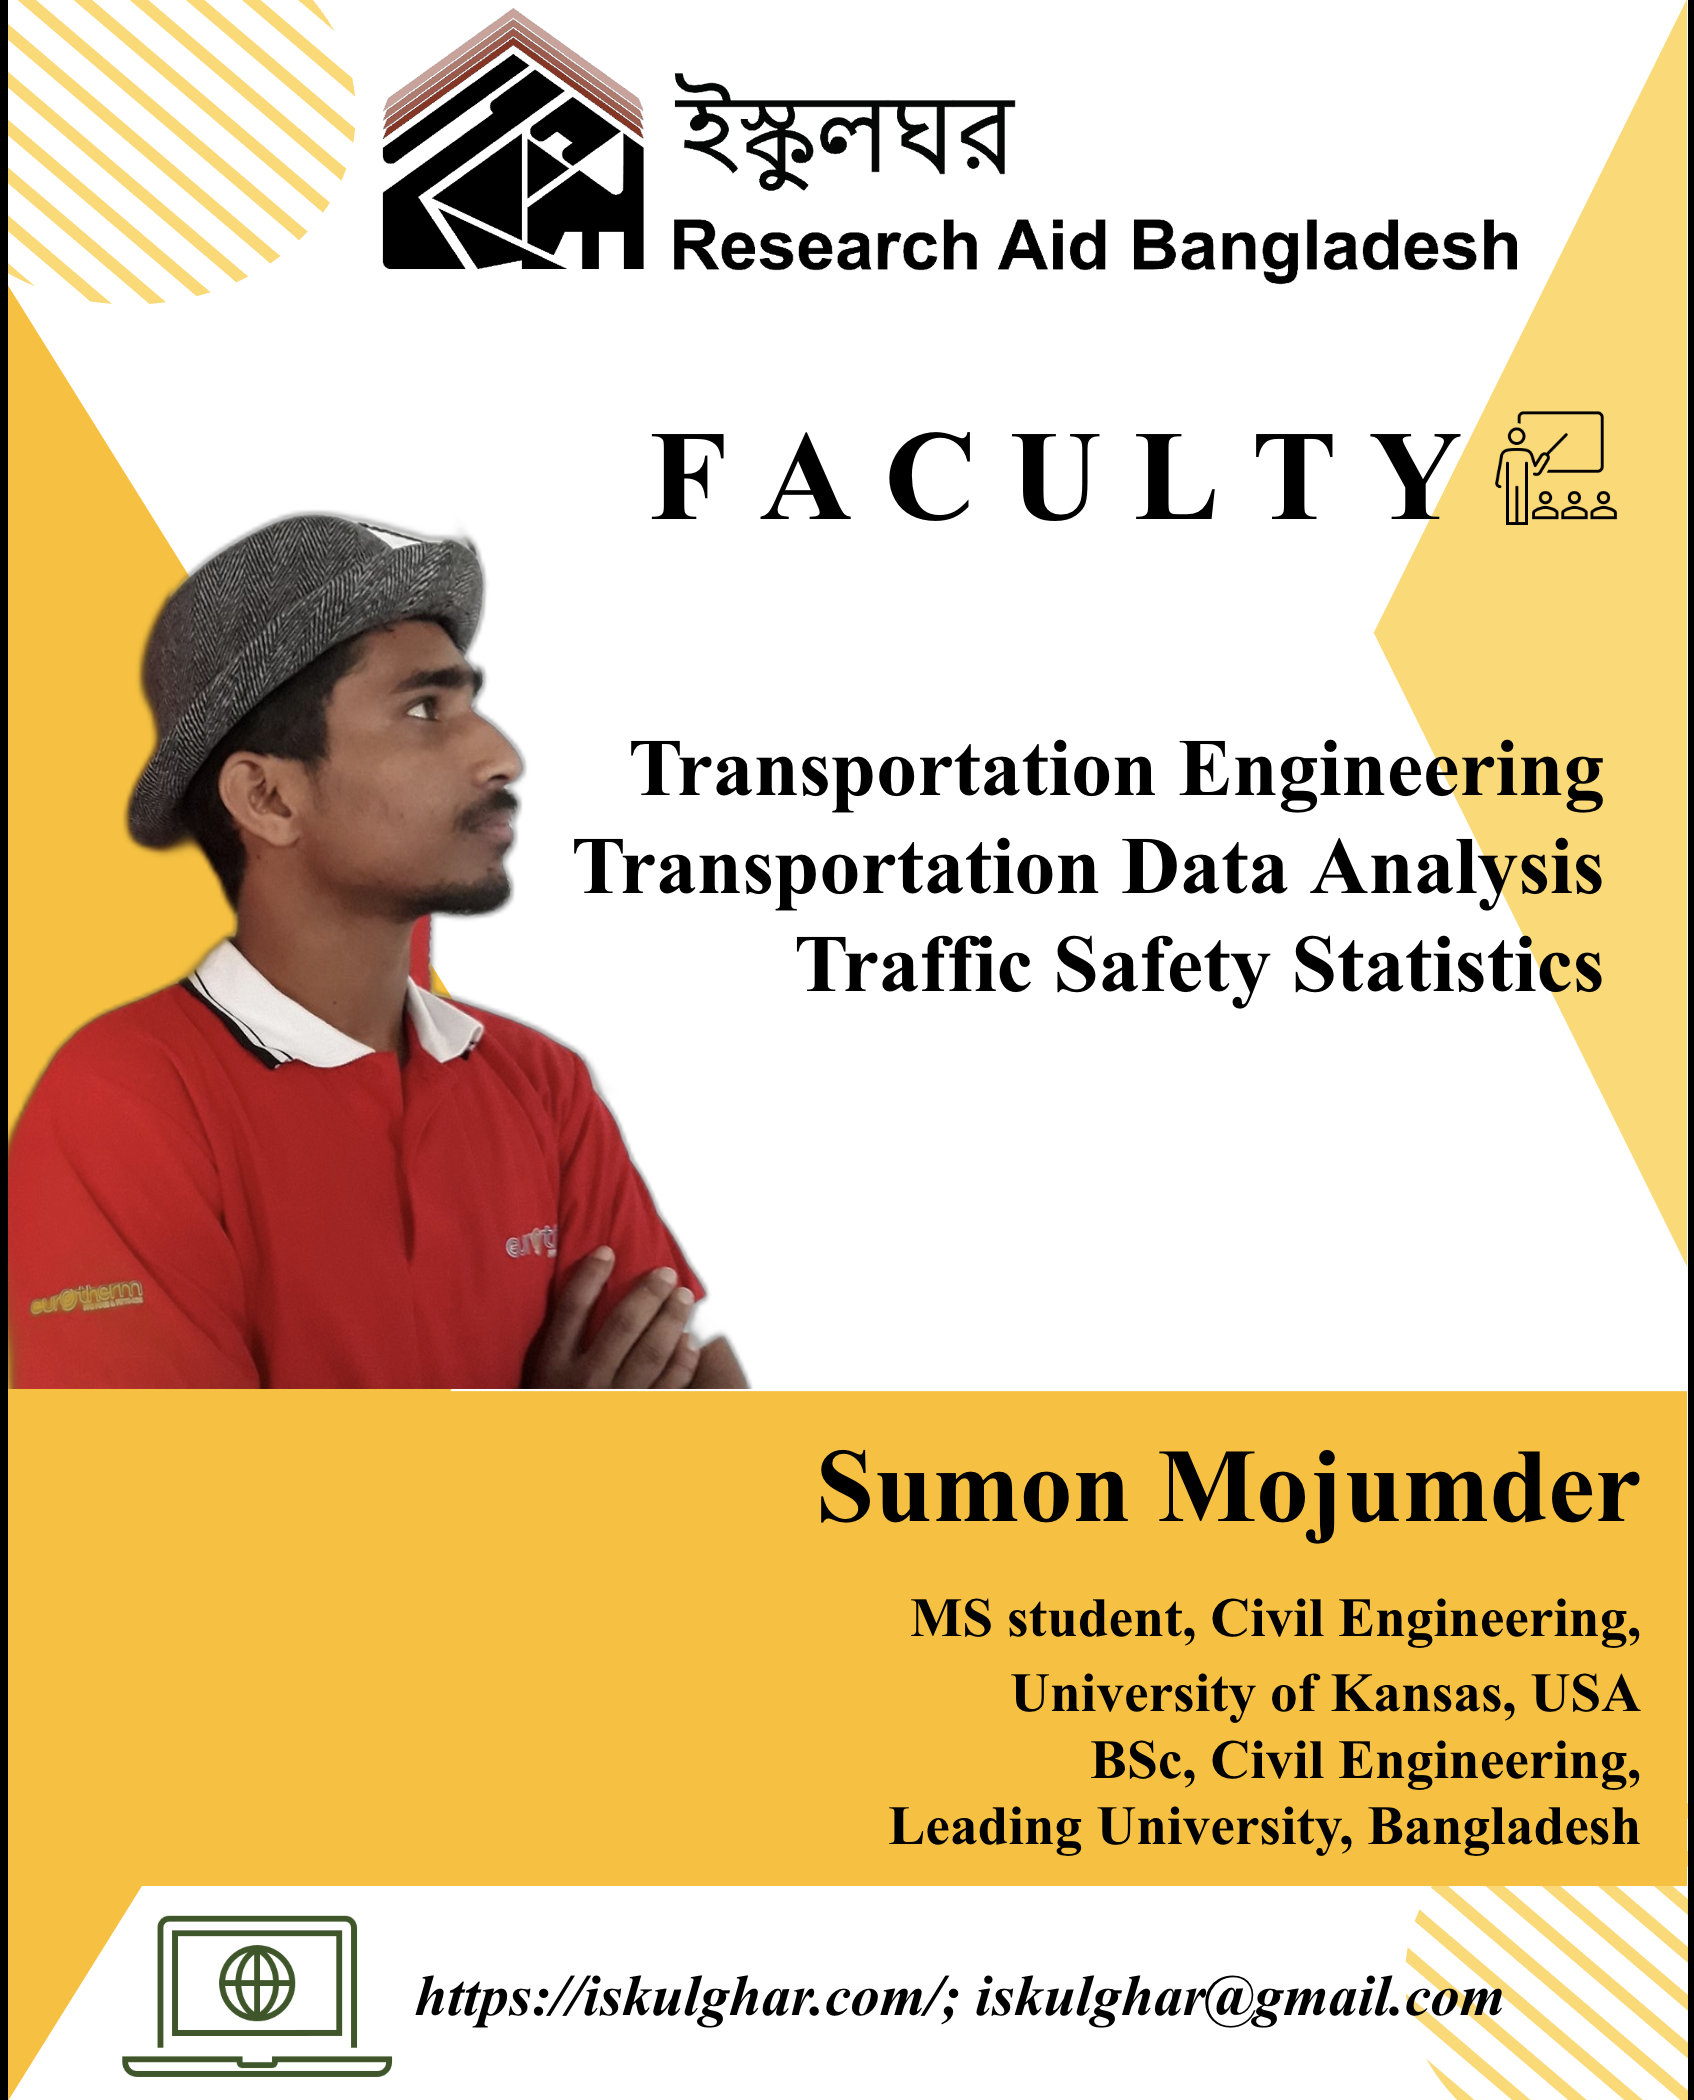 ইস্কুলঘর
Research Aid Bangladesh
FACULTY
Transportation Engineering
Transportation Data Analysis
Traffic Safety Statistics
eurotherm
Sumon Mojumder
MS student, Civil Engineering,
University of Kansas, USA
BSc, Civil Engineering,
Leading University, Bangladesh
https://iskulghar.com/; iskulghar@gmail.com